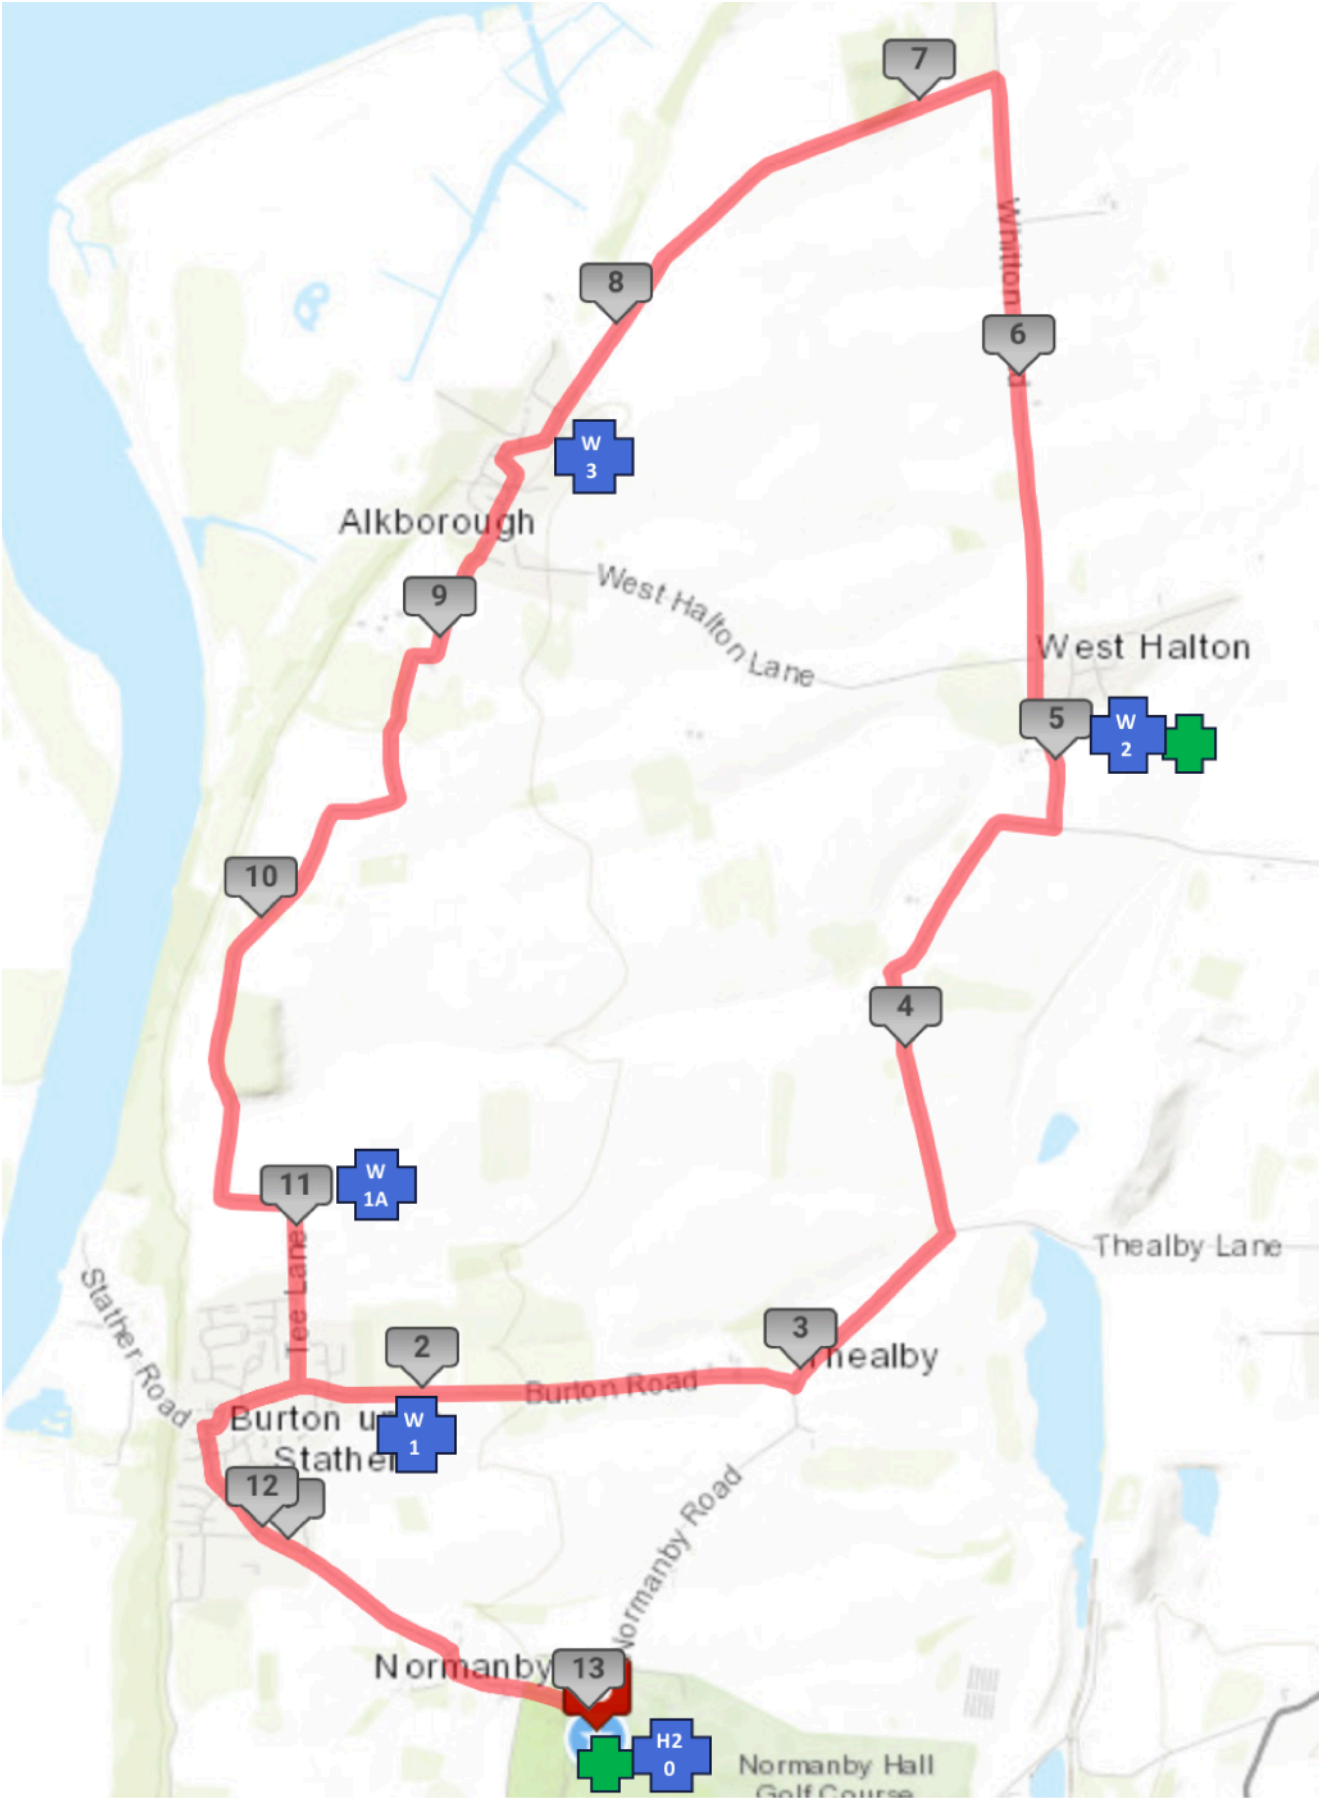 7
Whitton
8
6
W
3
Alkborough
West Halton Lane
9
West Halton
5
W
2
10
4
11
W
1A
Thealby Lane
Tee Lane
Stather Road
3
Thealby
2
Burton Road
Burton u
W
1
Stather
12
Normanby Road
Normanby
13
H2
0
Normanby Hall
Golf Course